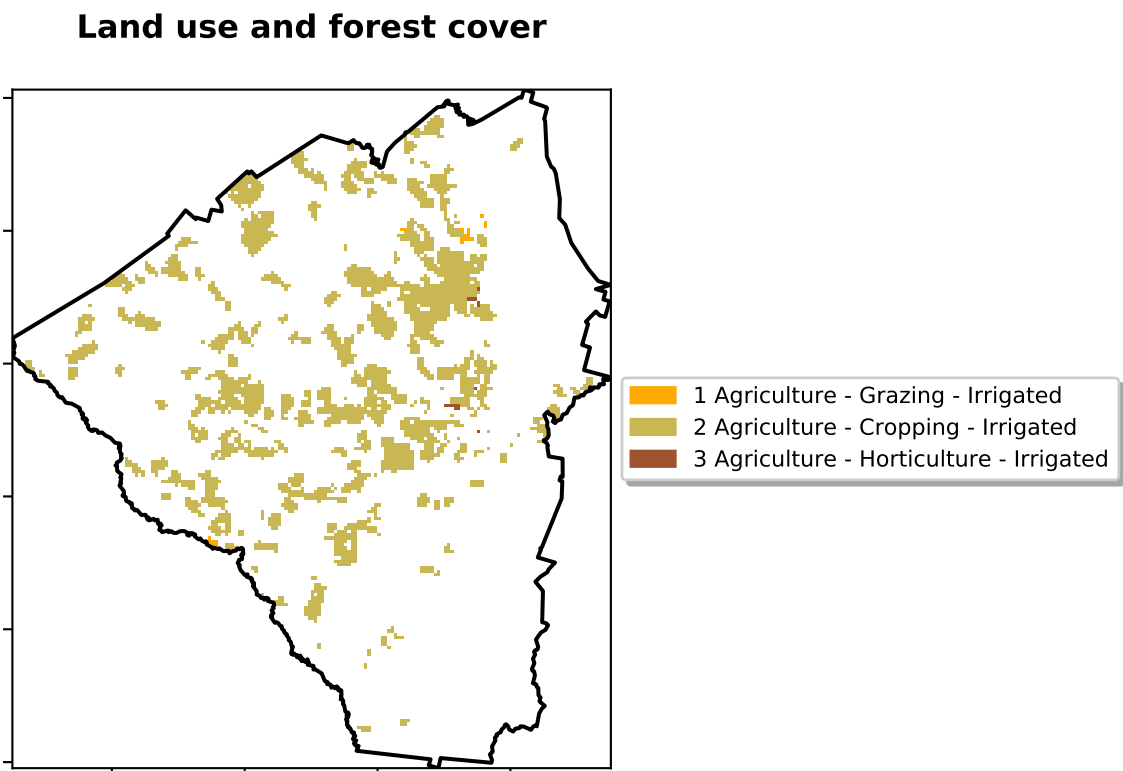 Land use and forest cover
1 Agriculture - Grazing - Irrigated
2 Agriculture - Cropping - Irrigated
3 Agriculture - Horticulture - Irrigated